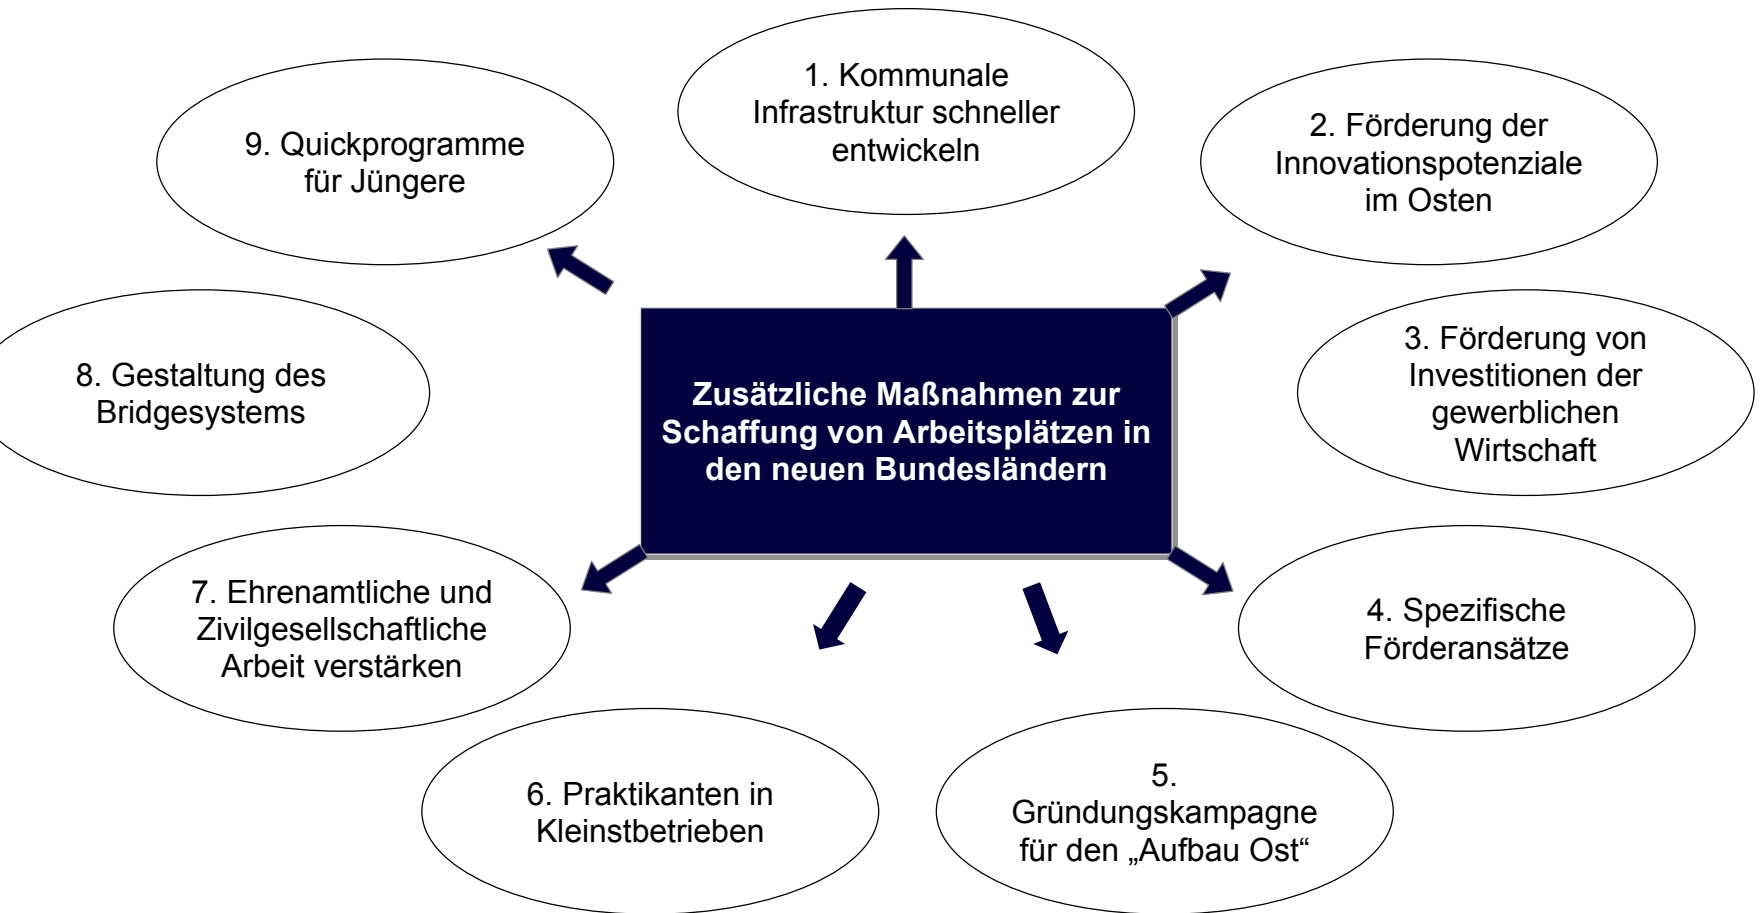 1. Kommunale
Infrastruktur schneller
entwickeln
2. Förderung der
Innovationspotenziale
im Osten
3. Förderung von
Investitionen der
gewerblichen
Wirtschaft
4. Spezifische
Förderansätze
5.
Gründungskampagne
für den „Aufbau Ost“
6. Praktikanten in
Kleinstbetrieben
7. Ehrenamtliche und
Zivilgesellschaftliche
Arbeit verstärken
8. Gestaltung des
Bridgesystems
9. Quickprogramme
für Jüngere
Zusätzliche Maßnahmen zur
Schaffung von Arbeitsplätzen in
den neuen Bundesländern